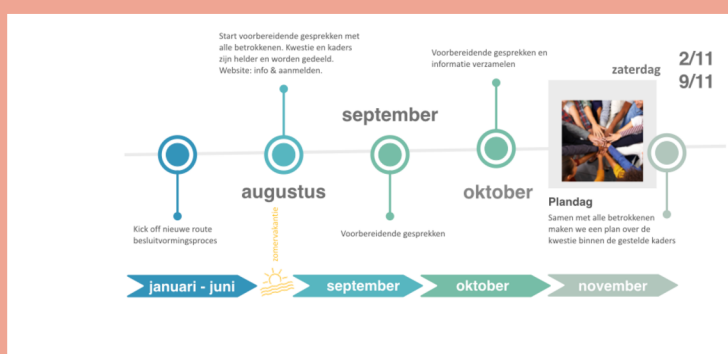 Start voorbereidende gesprekken met
alle betrokkenen. Kwestie en kaders
zijn helder en worden gedeeld.
Website: info & aanmelden.
Voorbereidende gesprekken en
informatie verzamelen
zaterdag
2/11
9/11
september
augustus
oktober
zomervakantie
Kick off nieuwe route
besluitvormingsproces
Voorbereidende gesprekken
Plandag
Samen met alle betrokkenen
maken we een plan over de
kwestie binnen de gestelde kaders
januari - juni
september
oktober
november